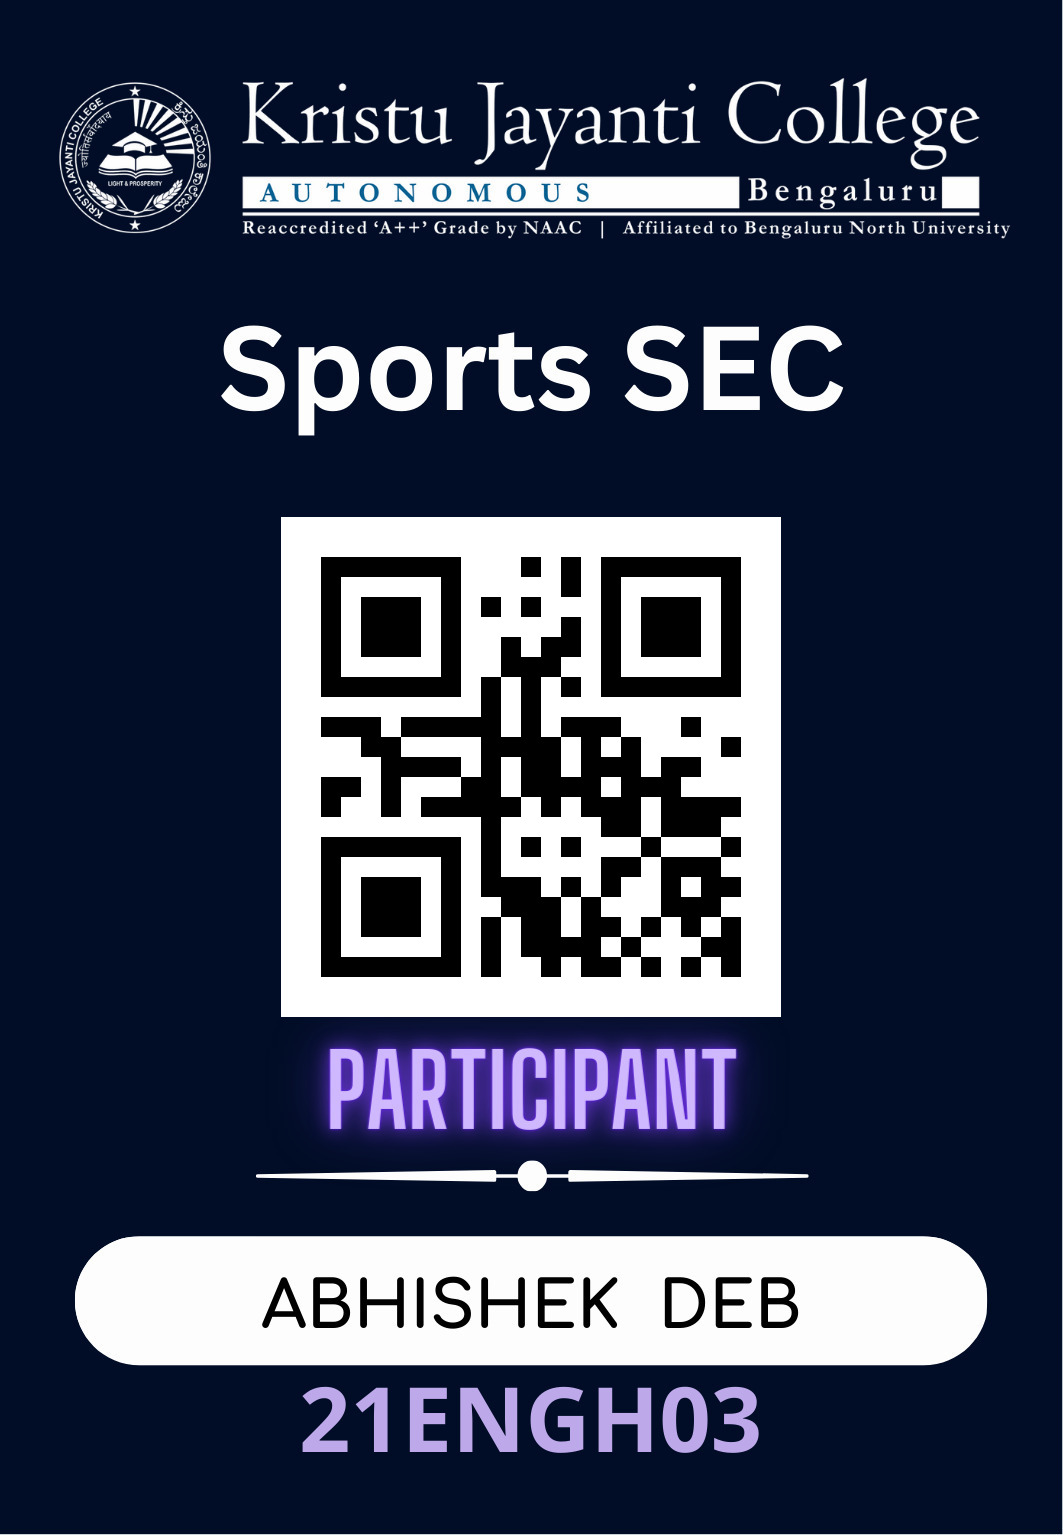 Kristu Jayanti College
AUTONOMOUS Bengaluru
Reaccredited ‘A++’ Grade by NAAC | Affiliated to Bengaluru North University
KRISTU JAYANTI COLLEGE
LIGHT & PROSPERITY
Sports SEC
PARTICIPANT
ABHISHEK DEB
21ENGH03